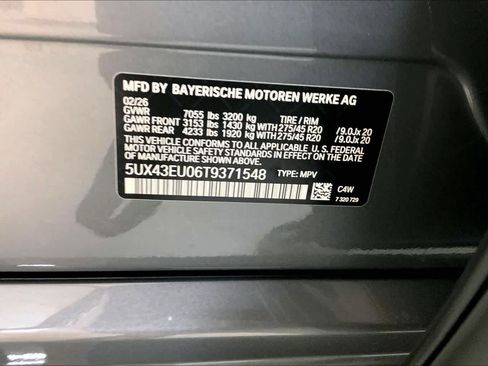 MFD BY BAYERISCHE MOTOREN WERKE AG
02/26
GVWR 7055 lbs 3200 kg TIRE / RIM
GAWR FRONT 3153 lbs 1430 kg WITH 275/45 R20 / 9.0Jx 20
GAWR REAR 4233 lbs 1920 kg WITH 275/45 R20 / 9.0Jx 20
THIS VEHICLE CONFORMS TO ALL APPLICABLE U.S. FEDERAL
MOTOR VEHICLE SAFETY STANDARDS IN EFFECT
ON THE DATE OF MANUFACTURE SHOWN ABOVE.
5UX43EU06T9371548 TYPE: MPV
C4W
7 320 729